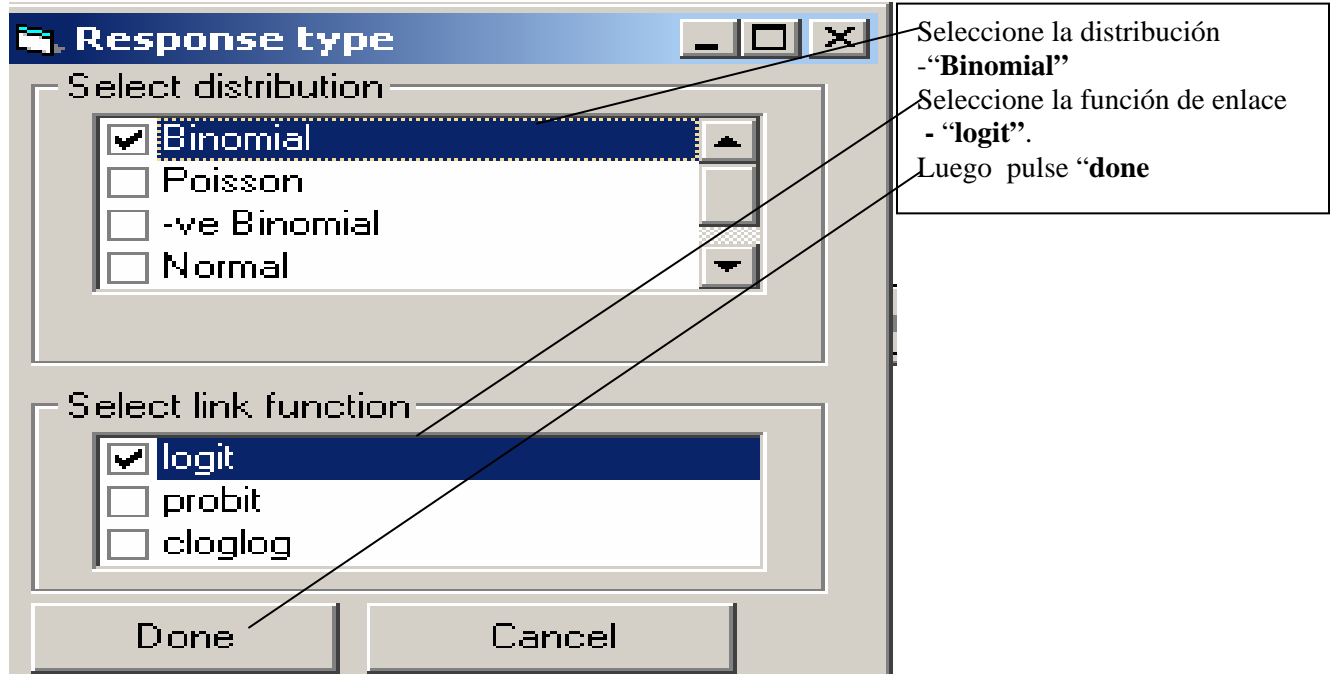 Response type
Select distribution
Binomial
Poisson
-ve Binomial
Normal
Select link function
logit
probit
cloglog
Done
Cancel
Seleccione la distribución
-“Binomial”
Seleccione la función de enlace
- “logit”.
Luego pulse “done